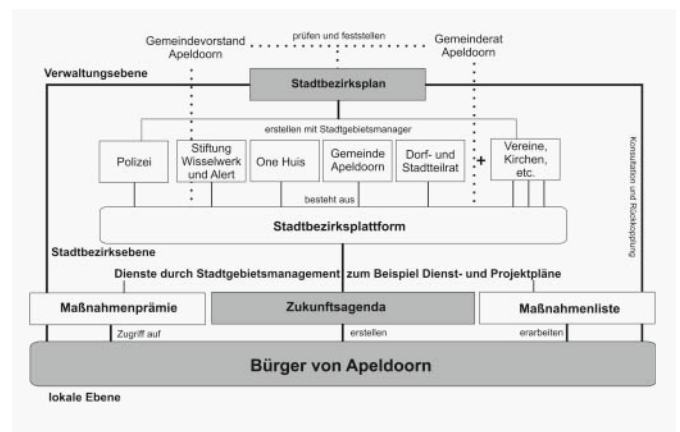 prüfen und feststellen
Gemeindevorstand
Apeldoorn
Gemeinderat
Apeldoorn
Verwaltungsebene
Stadtbezirksplan
erstellen mit Stadtgebietsmanager
Polizei
Stiftung
Wisselwerk
und Alert
One Huis
Gemeinde
Apeldoorn
Dorf- und
Stadtteilrat
+
Vereine,
Kirchen,
etc.
Konsultation und Rückkopplung
besteht aus
Stadtbezirksplattform
Stadtbezirksebene
Dienste durch Stadtgebietsmanagement zum Beispiel Dienst- und Projektpläne
Maßnahmenprämie
Zukunftsagenda
Maßnahmenliste
Zugriff auf
erstellen
erarbeiten
Bürger von Apeldoorn
lokale Ebene